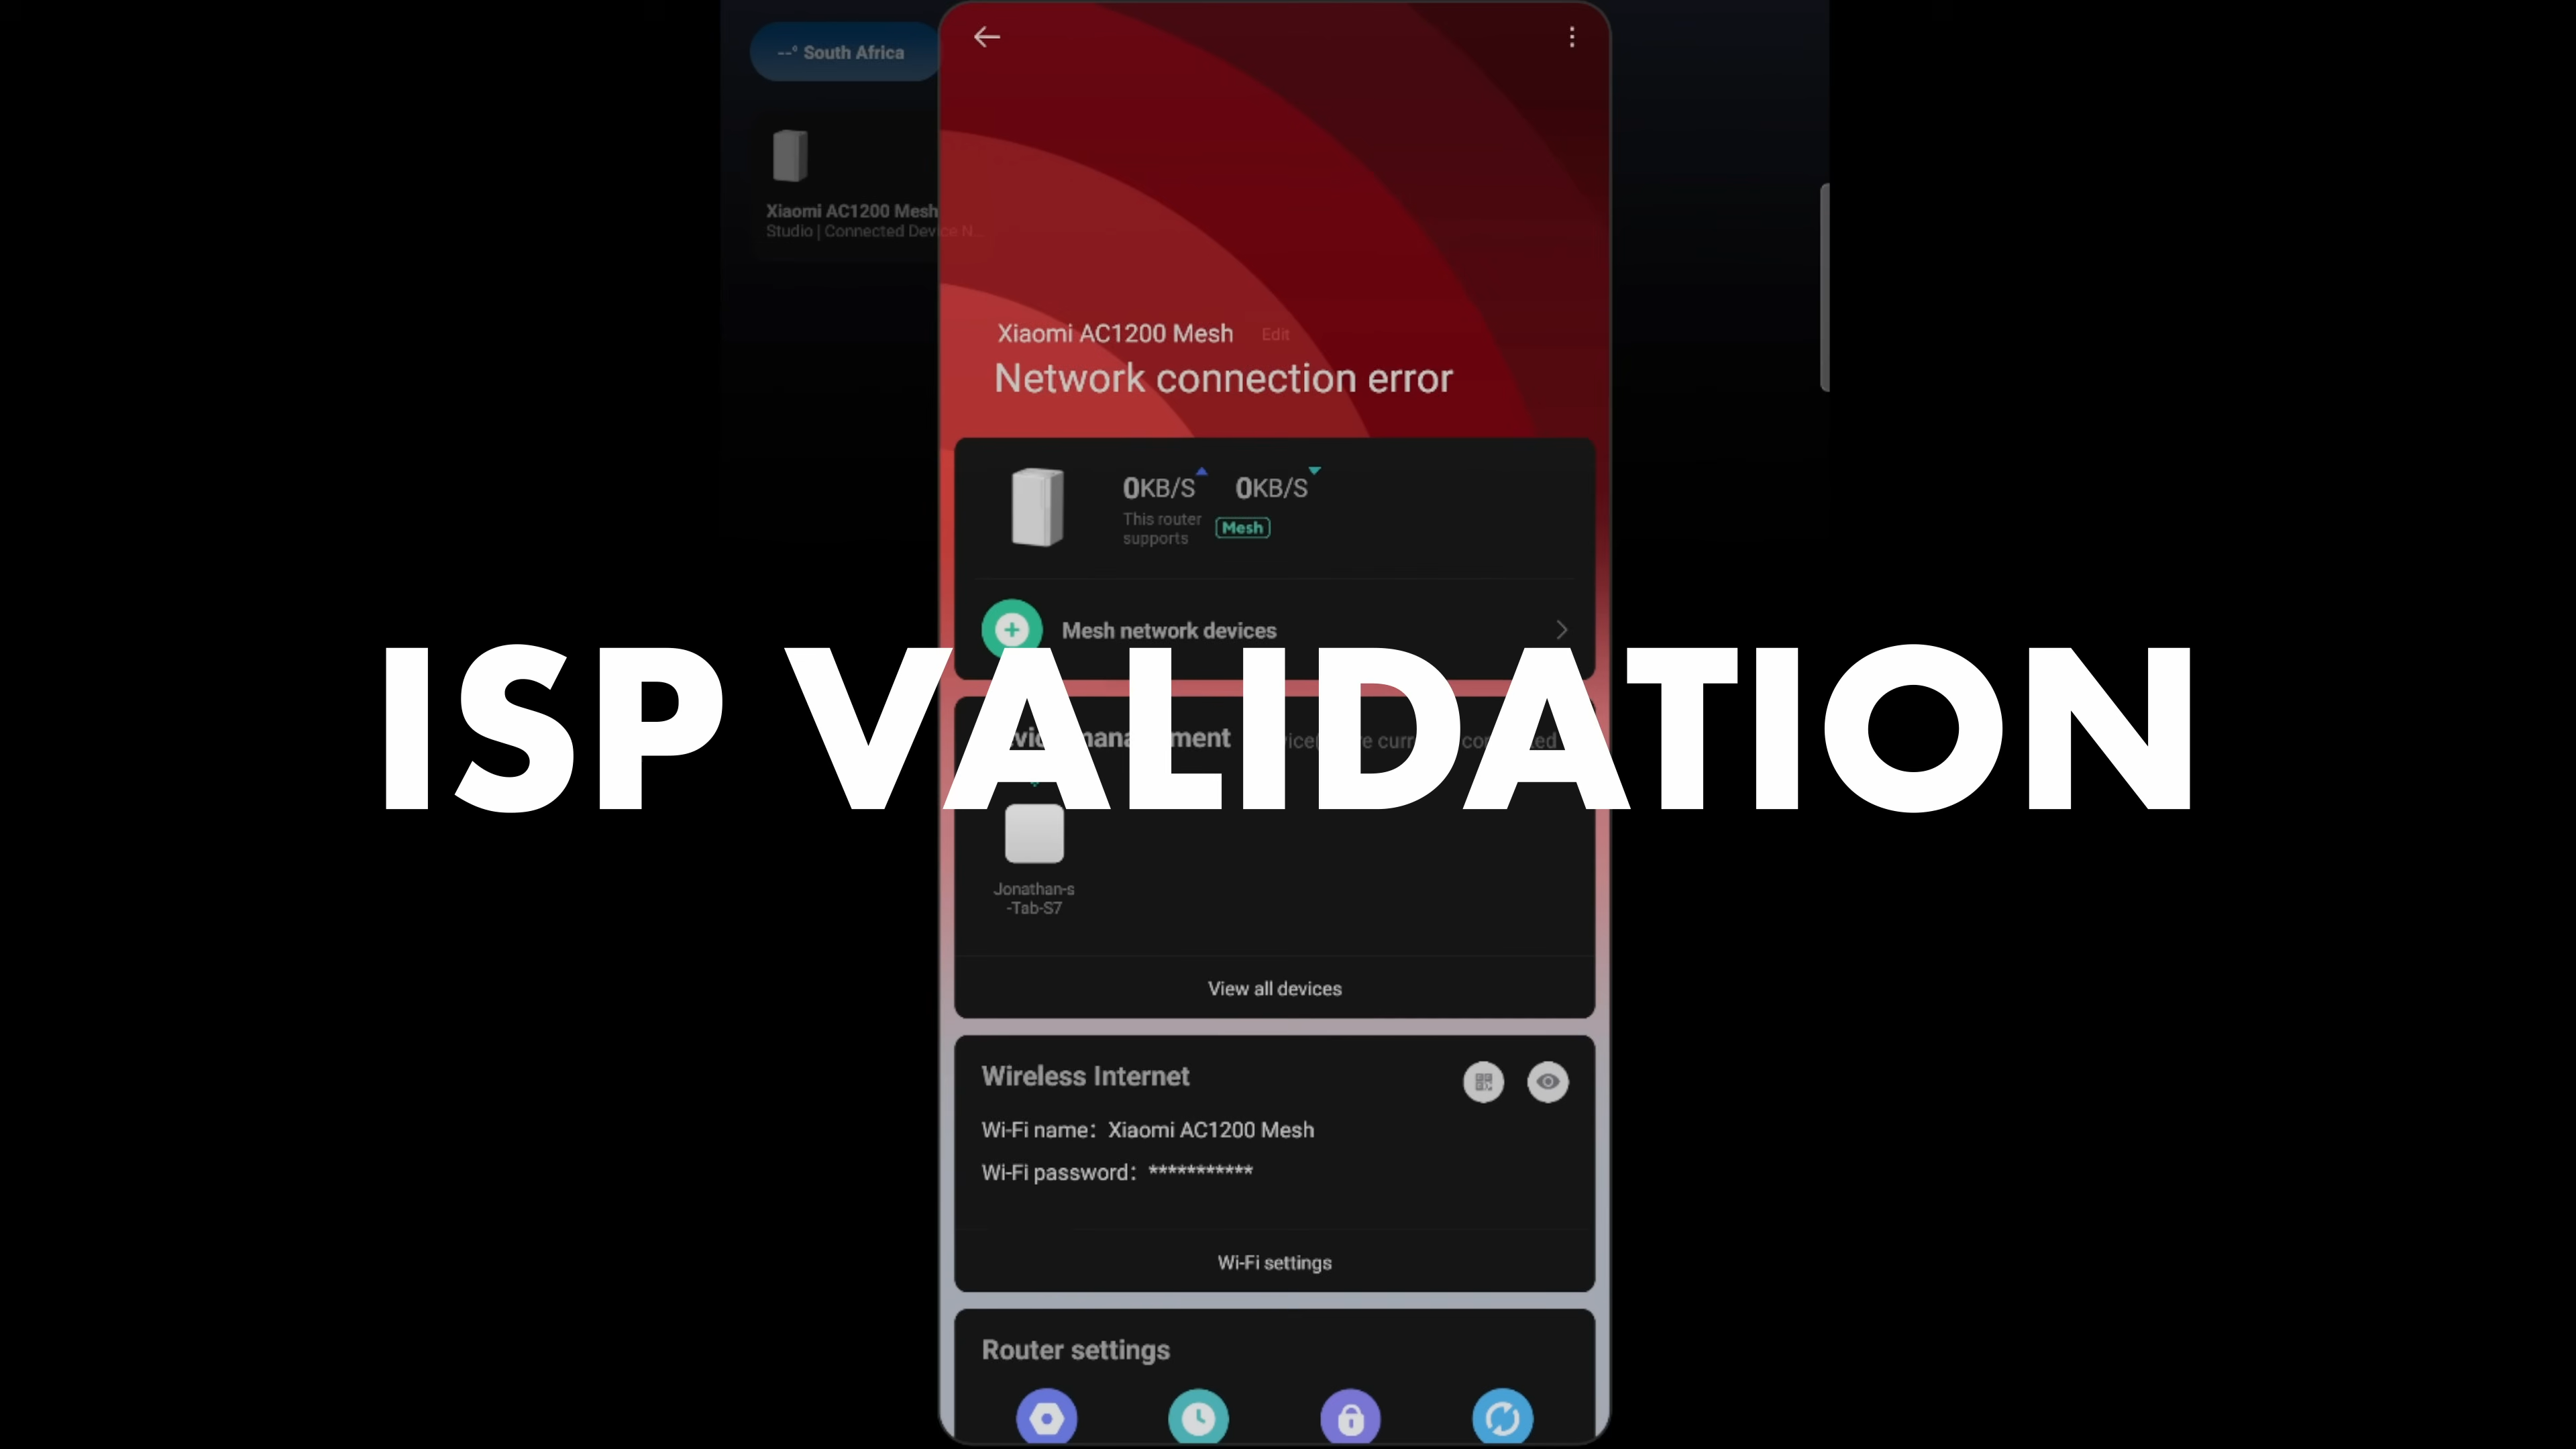 --° South Africa
Xiaomi AC1200 Mesh
Studio | Connected Device N...
Xiaomi AC1200 Mesh Edit
Network connection error
0KB/S 0KB/S
This router
supports
Mesh
Mesh network devices
ISP VALIDATION
Jonathan-s
-Tab-S7
View all devices
Wireless Internet
Wi-Fi name: Xiaomi AC1200 Mesh
Wi-Fi password: ***********
Wi-Fi settings
Router settings